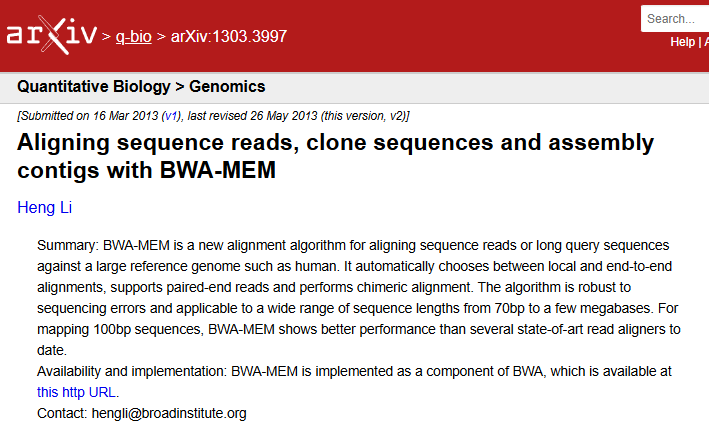 arXiv > q-bio > arXiv:1303.3997
Search...
Help |
Quantitative Biology > Genomics
[Submitted on 16 Mar 2013 (v1), last revised 26 May 2013 (this version, v2)]
Aligning sequence reads, clone sequences and assembly
contigs with BWA-MEM
Heng Li
Summary: BWA-MEM is a new alignment algorithm for aligning sequence reads or long query sequences
against a large reference genome such as human. It automatically chooses between local and end-to-end
alignments, supports paired-end reads and performs chimeric alignment. The algorithm is robust to
sequencing errors and applicable to a wide range of sequence lengths from 70bp to a few megabases. For
mapping 100bp sequences, BWA-MEM shows better performance than several state-of-art read aligners to
date.
Availability and implementation: BWA-MEM is implemented as a component of BWA, which is available at
this http URL.
Contact: hengli@broadinstitute.org